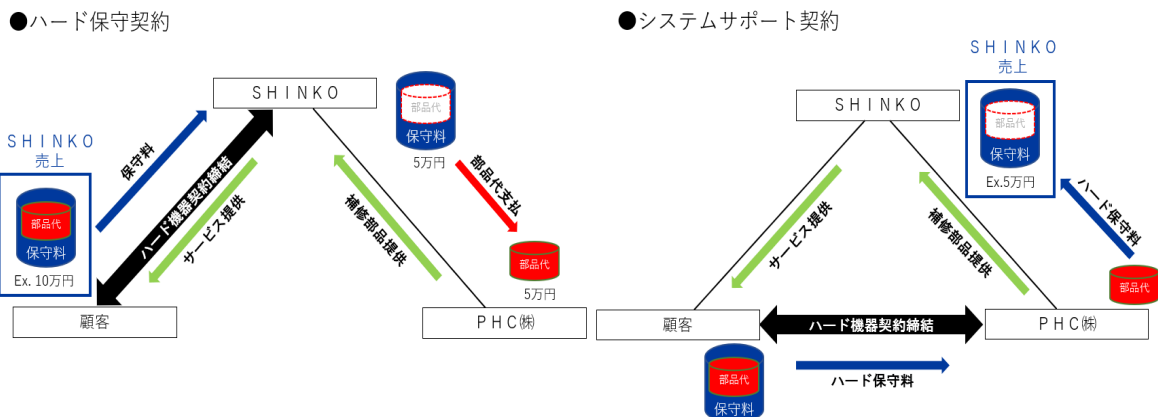 ●ハード保守契約
ＳＨＩＮＫＯ
部品代
保守料
5万円
ＳＨＩＮＫＯ
売上
部品代
保守料
Ex. 10万円
保守料
ハード機器契約締結
サービス提供
補修部品提供
部品代支払
部品代
5万円
顧客
ＰＨＣ㈱
●システムサポート契約
ＳＨＩＮＫＯ
売上
ＳＨＩＮＫＯ
部品代
保守料
Ex.5万円
サービス提供
補修部品提供
ハード保守料
部品代
顧客
ハード機器契約締結
ＰＨＣ㈱
部品代
保守料
ハード保守料